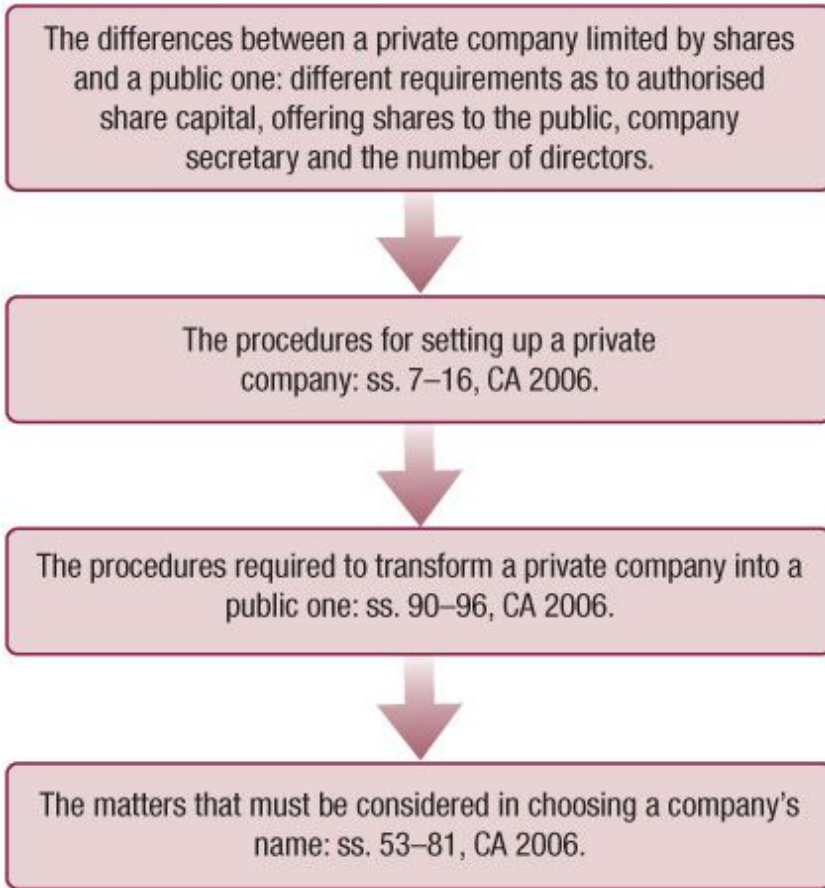 The differences between a private company limited by shares
and a public one: different requirements as to authorised
share capital, offering shares to the public, company
secretary and the number of directors.
The procedures for setting up a private
company: ss. 7–16, CA 2006.
The procedures required to transform a private company into a
public one: ss. 90–96, CA 2006.
The matters that must be considered in choosing a company’s
name: ss. 53–81, CA 2006.